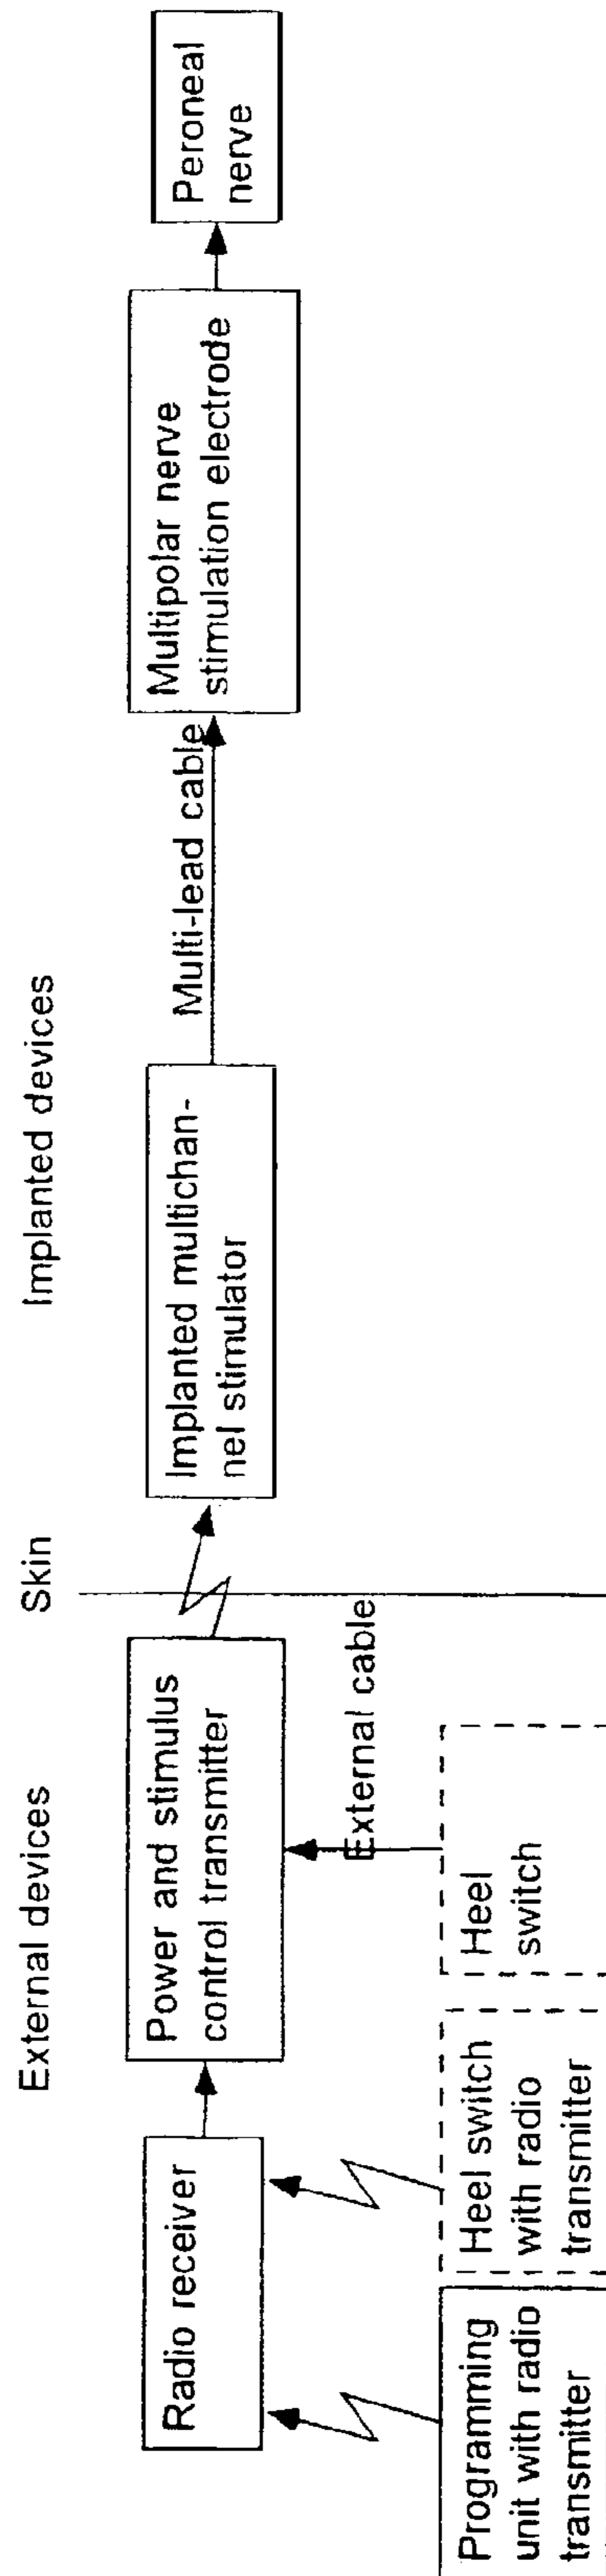 External devices
Skin
Implanted devices
Radio receiver
Power and stimulus
control transmitter
Implanted multichan-
nel stimulator
Multi-lead cable
Multipolar nerve
stimulation electrode
Peroneal
nerve
External cable
Programming
unit with radio
transmitter
Heel switch
with radio
transmitter
Heel
switch